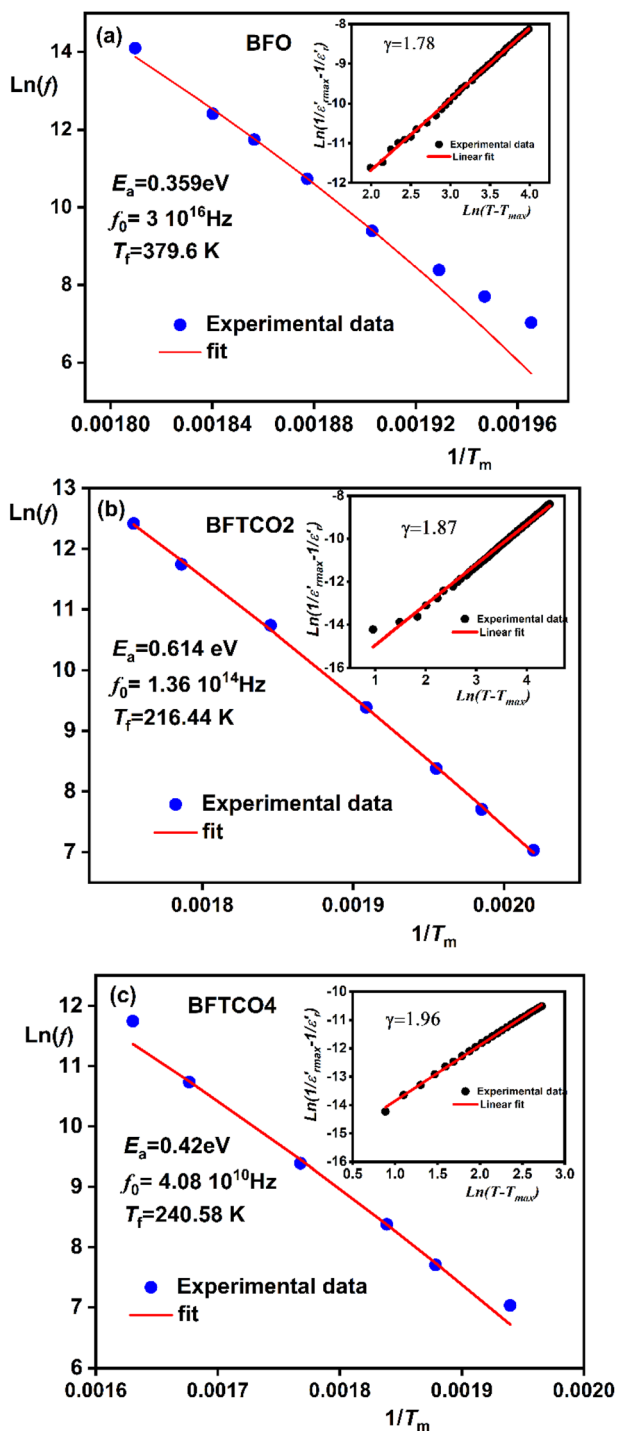 (a) BFO
Ln(f)
14
12
10
8
6
0.00180 0.00184 0.00188 0.00192 0.00196
1/Tm
Ea=0.359eV
f0= 3 10^16Hz
Tf=379.6 K
Experimental data
fit
γ=1.78
Ln(1/ε'rmax-1/ε'r)
-8
-9
-10
-11
-12
2.0 2.5 3.0 3.5 4.0
Ln(T-Tmax)
Experimental data
Linear fit
(b) BFTCO2
Ln(f)
13
12
11
10
9
8
7
0.0018 0.0019 0.0020
1/Tm
Ea=0.614 eV
f0= 1.36 10^14Hz
Tf=216.44 K
Experimental data
fit
γ=1.87
Ln(1/ε'rmax-1/ε'r)
-8
-10
-12
-14
-16
1 2 3 4
Ln(T-Tmax)
Experimental data
Linear fit
(c) BFTCO4
Ln(f)
12
11
10
9
8
7
6
0.0016 0.0017 0.0018 0.0019 0.0020
1/Tm
Ea=0.42eV
f0= 4.08 10^10Hz
Tf=240.58 K
Experimental data
fit
γ=1.96
Ln(1/ε'rmax-1/ε'r)
-10
-11
-12
-13
-14
-15
-16
0.5 1.0 1.5 2.0 2.5 3.0
Ln(T-Tmax)
Experimental data
Linear fit